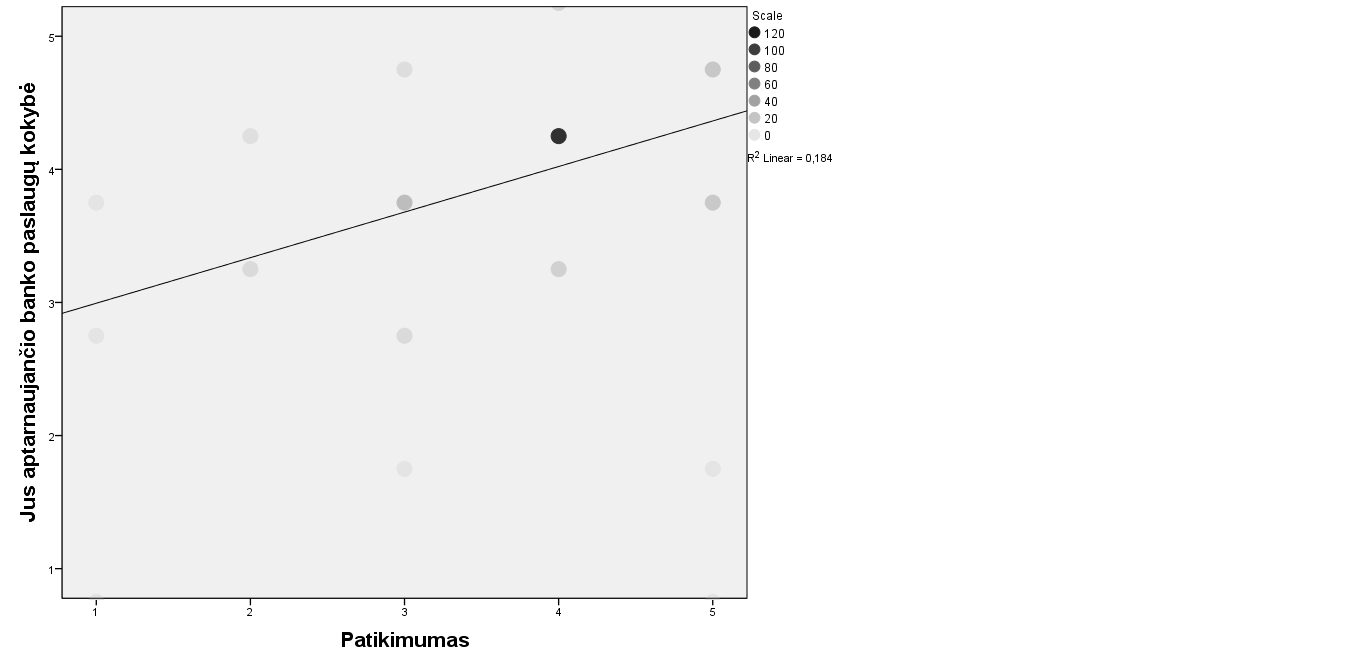 Jus aptarnaujančio banko paslaugų kokybė
5
4
3
2
1
1 2 3 4 5
Patikimumas
Scale
120
100
80
60
40
20
0
R² Linear = 0,184